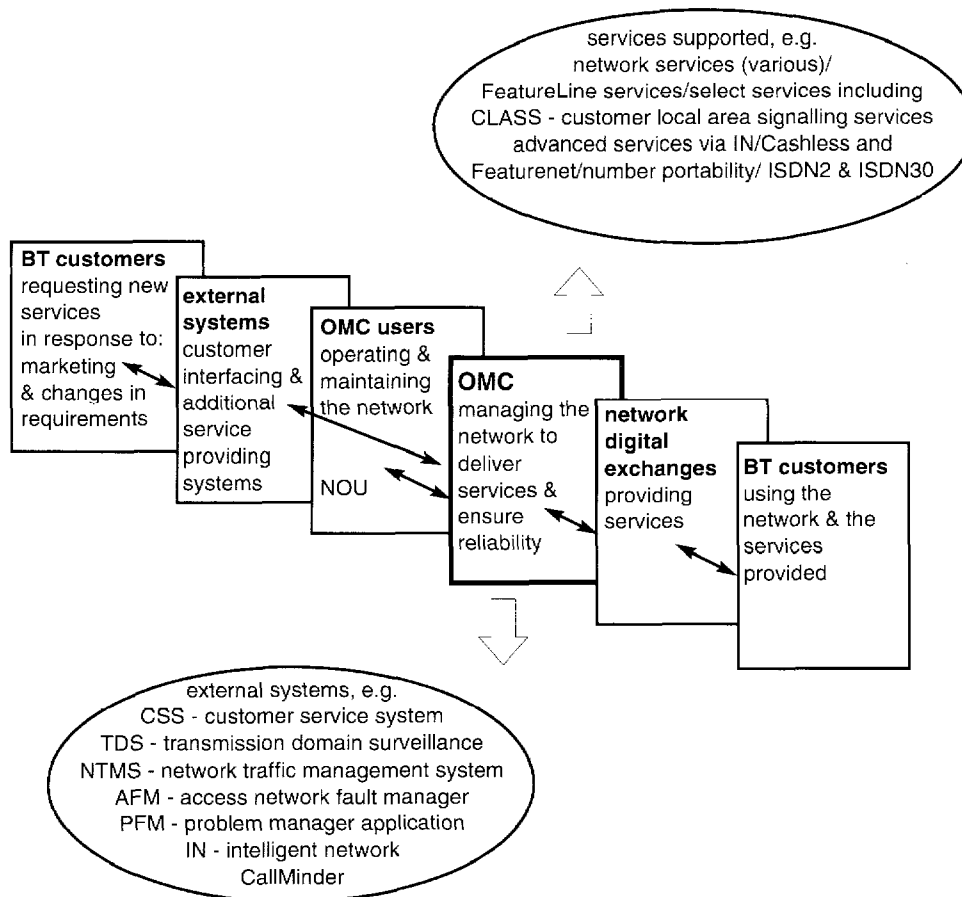 services supported, e.g.
network services (various)/
FeatureLine services/select services including
CLASS - customer local area signalling services
advanced services via IN/Cashless and
Featurenet/number portability/ ISDN2 & ISDN30
BT customers
requesting new
services
in response to:
marketing
& changes in
requirements
external
systems
customer
interfacing &
additional
service
providing
systems
OMC users
operating &
maintaining
the network
NOU
OMC
managing the
network to
deliver
services &
ensure
reliability
network
digital
exchanges
providing
services
BT customers
using the
network & the
services
provided
external systems, e.g.
CSS - customer service system
TDS - transmission domain surveillance
NTMS - network traffic management system
AFM - access network fault manager
PFM - problem manager application
IN - intelligent network
CallMinder